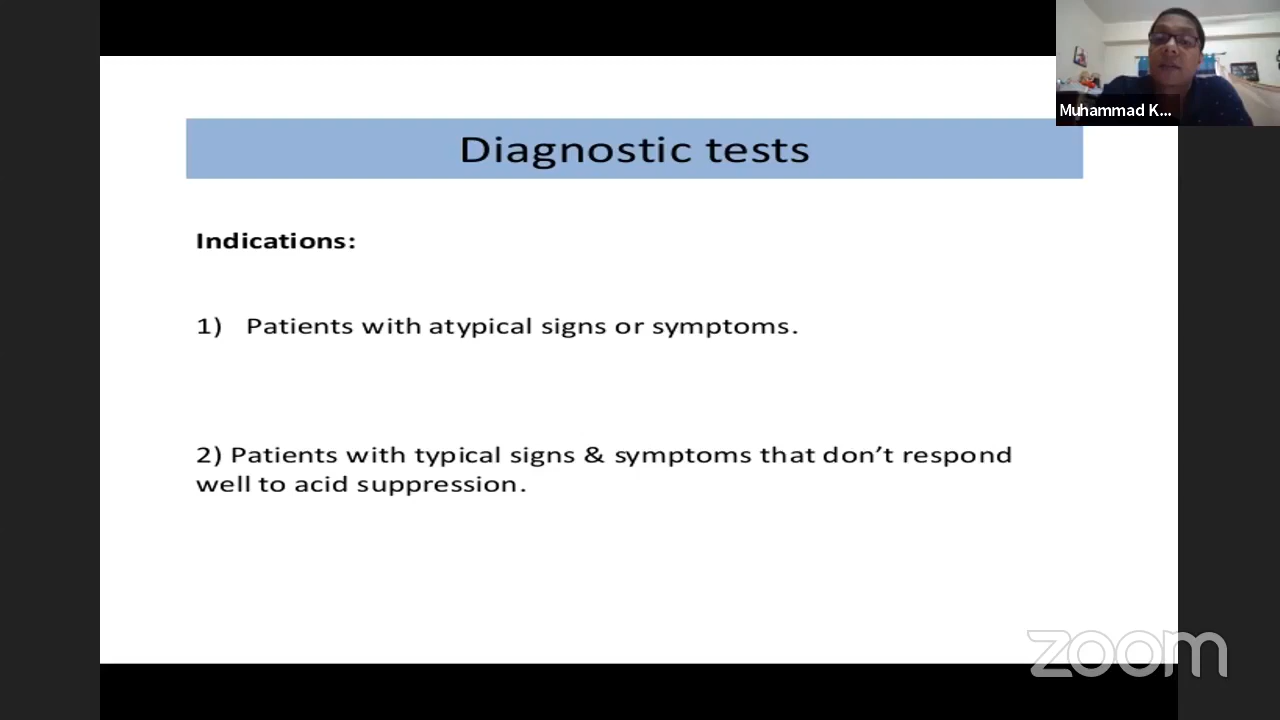 Muhammad K...
Diagnostic tests
Indications:
1) Patients with atypical signs or symptoms.
2) Patients with typical signs & symptoms that don’t respond
well to acid suppression.
zoom